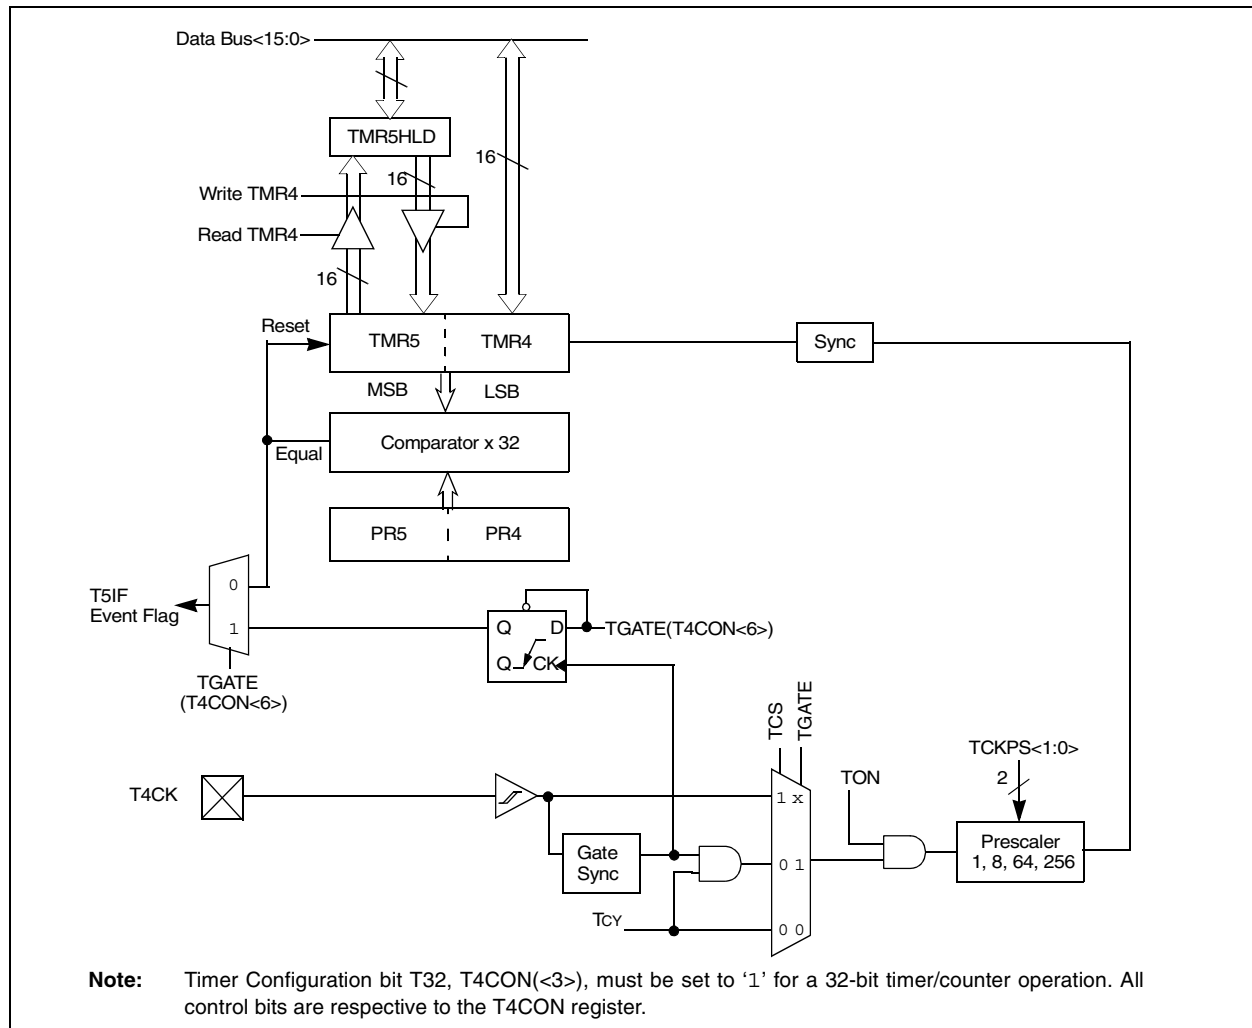 Data Bus<15:0>
TMR5HLD
16
16
Write TMR4
Read TMR4
16
Reset
TMR5
TMR4
Sync
MSB
LSB
Equal
Comparator x 32
PR5
PR4
0
T5IF
Event Flag
1
Q
D
TGATE(T4CON<6>)
Q
CK
TGATE
(T4CON<6>)
TCS
TGATE
TCKPS<1:0>
2
TON
T4CK
1 x
Gate
Sync
0 1
Prescaler
1, 8, 64, 256
TCY
0 0
Note: Timer Configuration bit T32, T4CON(<3>), must be set to ‘1’ for a 32-bit timer/counter operation. All
control bits are respective to the T4CON register.